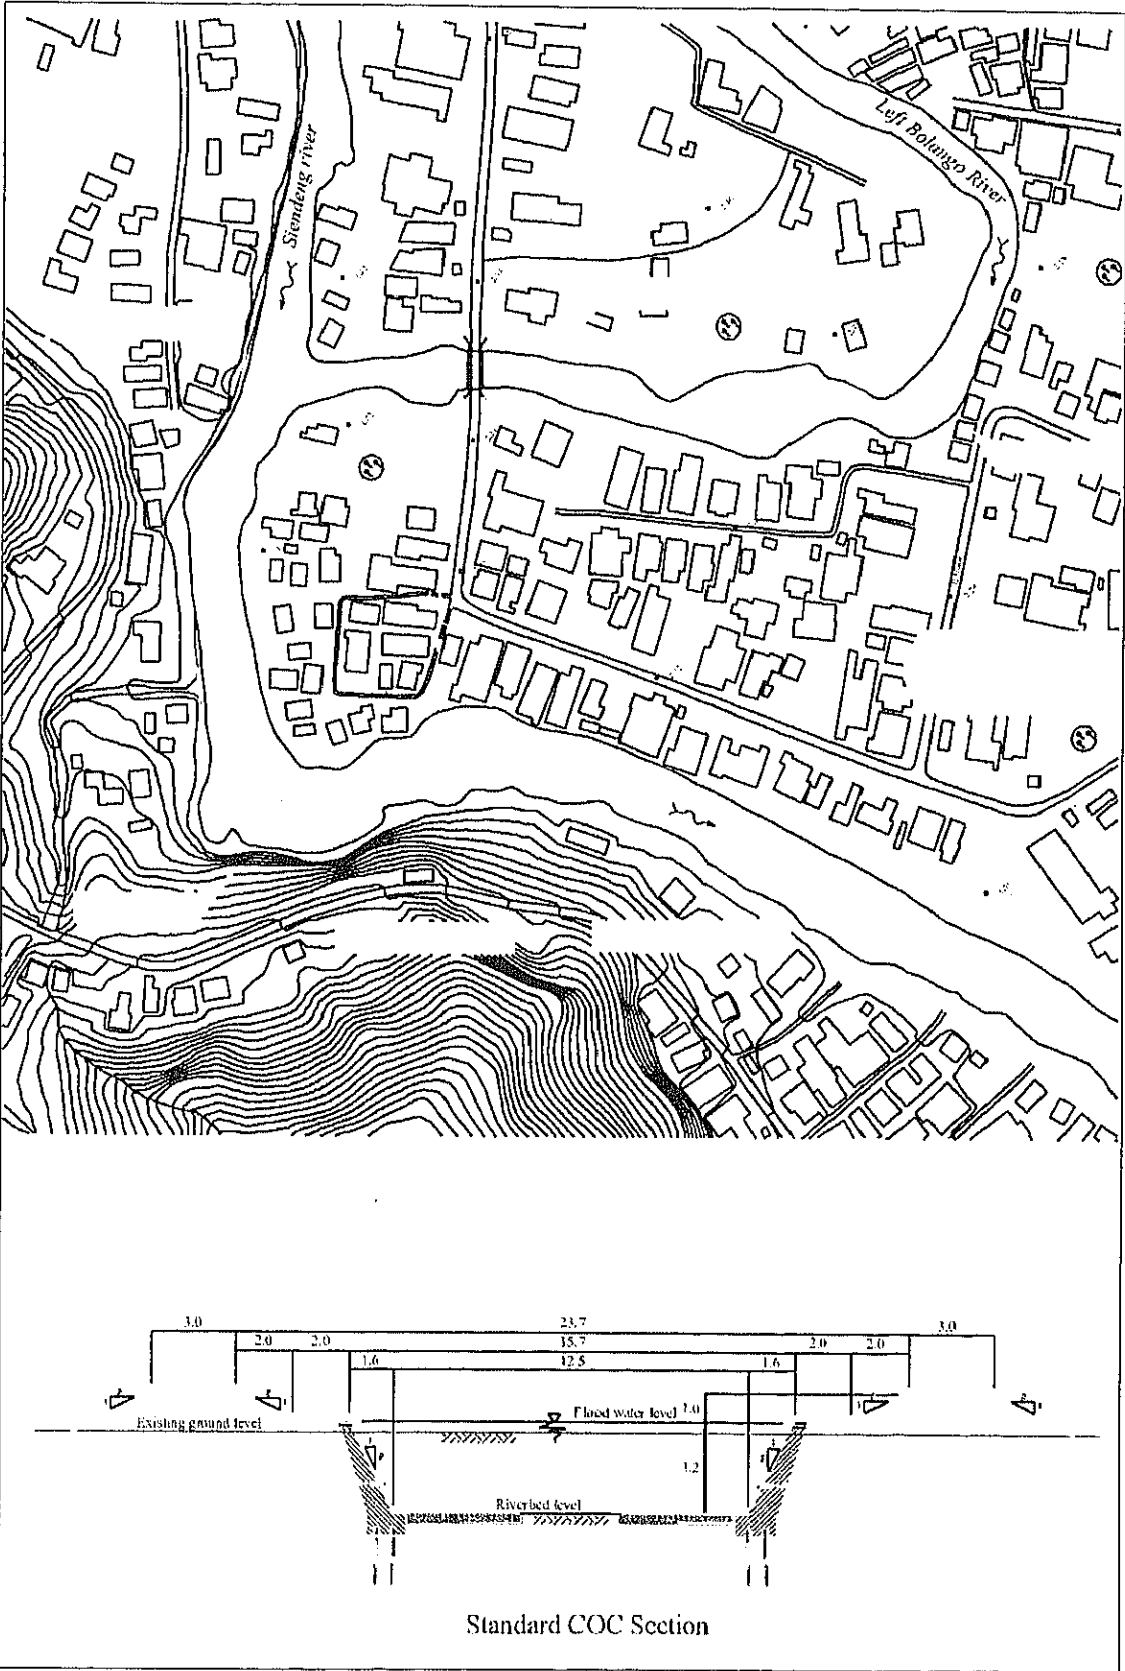 Siendeng river
Left Bolango River
3.0 23.7 3.0
2.0 2.0 15.7 2.0 2.0
1.6 12.5 1.6
Existing ground level
Flood water level 1.0
3.2
Riverbed level
Standard COC Section